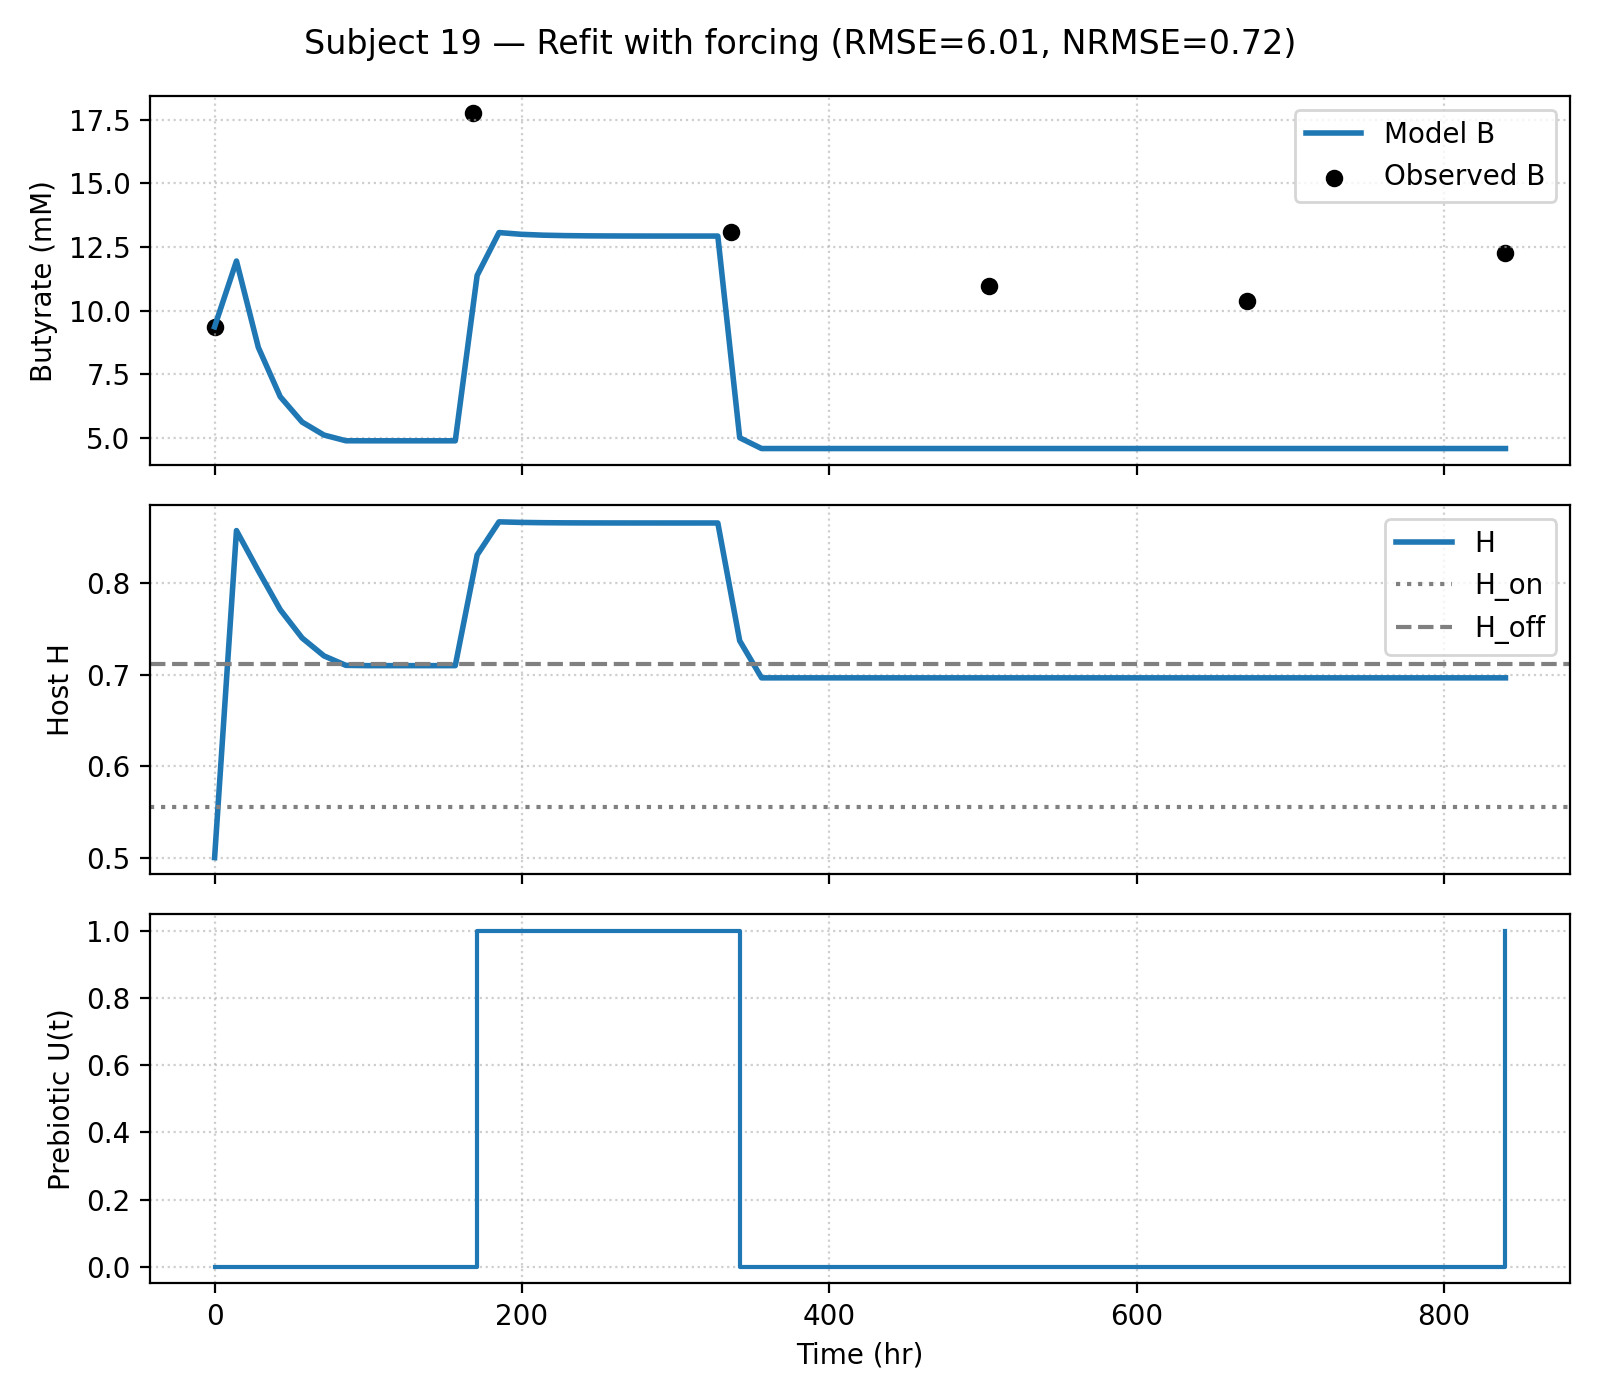 Subject 19 — Refit with forcing (RMSE=6.01, NRMSE=0.72)
Butyrate (mM)
17.5
15.0
12.5
10.0
7.5
5.0
Model B
Observed B
Host H
0.8
0.7
0.6
0.5
H
H_on
H_off
Prebiotic U(t)
1.0
0.8
0.6
0.4
0.2
0.0
0
200
400
600
800
Time (hr)